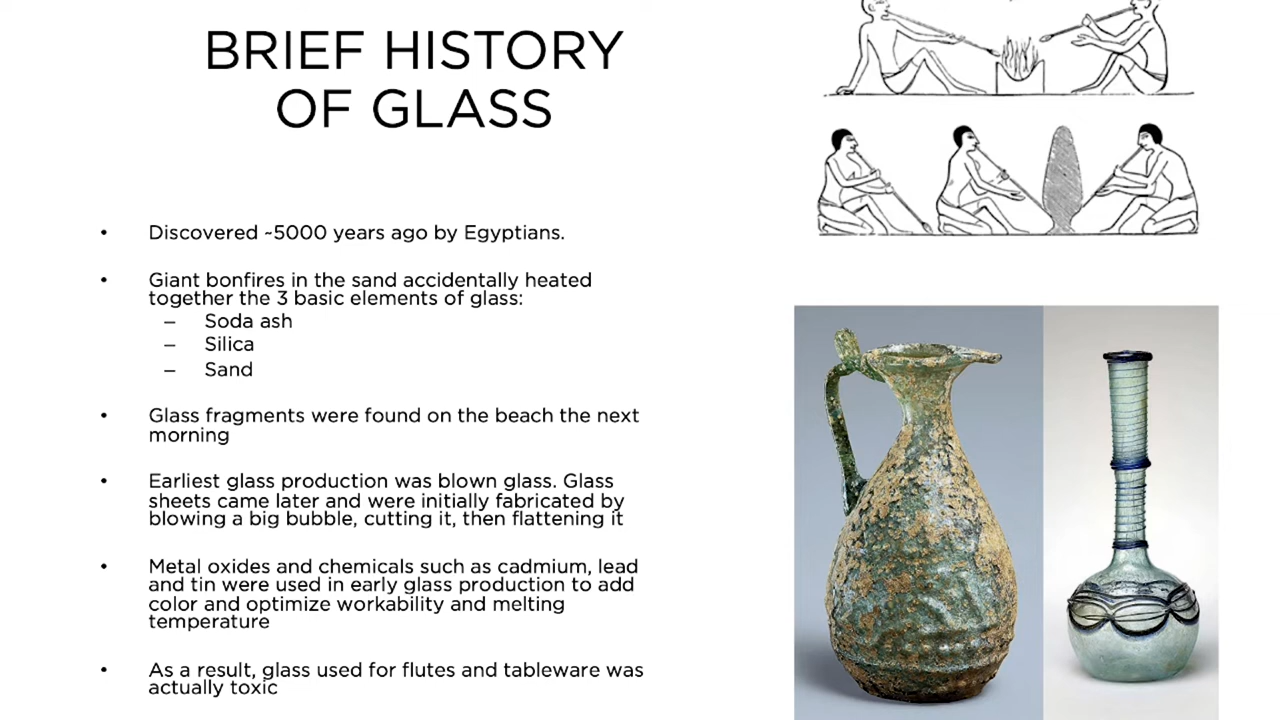 BRIEF HISTORY
OF GLASS
• Discovered ~5000 years ago by Egyptians.
• Giant bonfires in the sand accidentally heated
together the 3 basic elements of glass:
– Soda ash
– Silica
– Sand
• Glass fragments were found on the beach the next
morning
• Earliest glass production was blown glass. Glass
sheets came later and were initially fabricated by
blowing a big bubble, cutting it, then flattening it
• Metal oxides and chemicals such as cadmium, lead
and tin were used in early glass production to add
color and optimize workability and melting
temperature
• As a result, glass used for flutes and tableware was
actually toxic